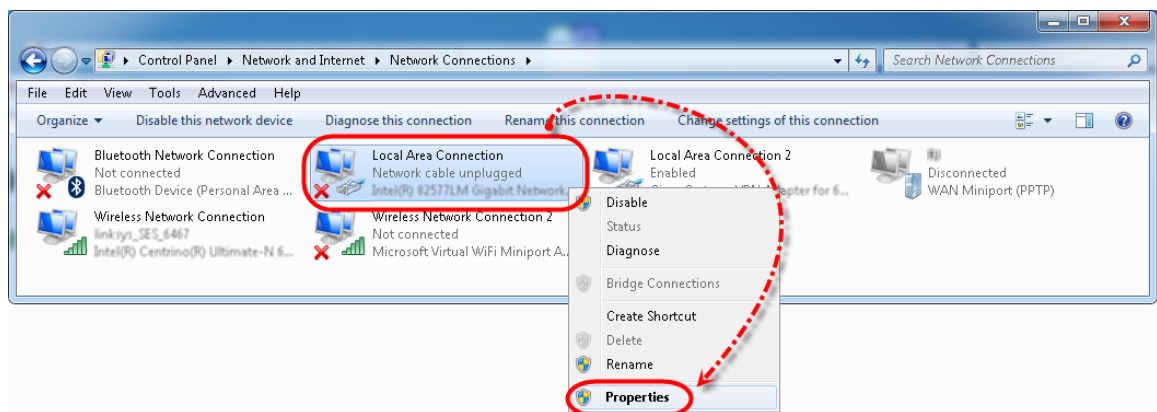 Control Panel ▸ Network and Internet ▸ Network Connections ▸
Search Network Connections
File Edit View Tools Advanced Help
Organize Disable this network device Diagnose this connection Rename this connection Change settings of this connection
Bluetooth Network Connection
Not connected
Bluetooth Device (Personal Area ...
Local Area Connection
Network cable unplugged
Intel(R) 82577LM Gigabit Network
Local Area Connection 2
Enabled
Adapter for 6...
Disconnected
WAN Miniport (PPTP)
Wireless Network Connection
linksys_SES_6467
Intel(R) Centrino(R) Ultimate-N 6...
Wireless Network Connection 2
Not connected
Microsoft Virtual WiFi Miniport A...
Disable
Status
Diagnose
Bridge Connections
Create Shortcut
Delete
Rename
Properties